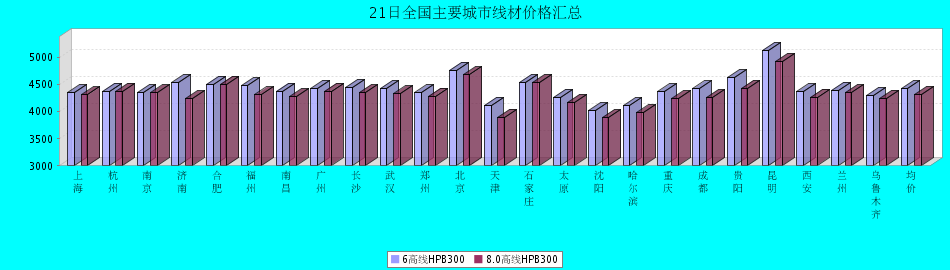 21日全国主要城市线材价格汇总
5000
4500
4000
3500
3000
上海 杭州 南京 济南 合肥 福州 南昌 广州 长沙 武汉 郑州 北京 天津 石家庄 太原 沈阳 哈尔滨 重庆 成都 贵阳 昆明 西安 兰州 乌鲁木齐 均价
6高线HPB300 8.0高线HPB300